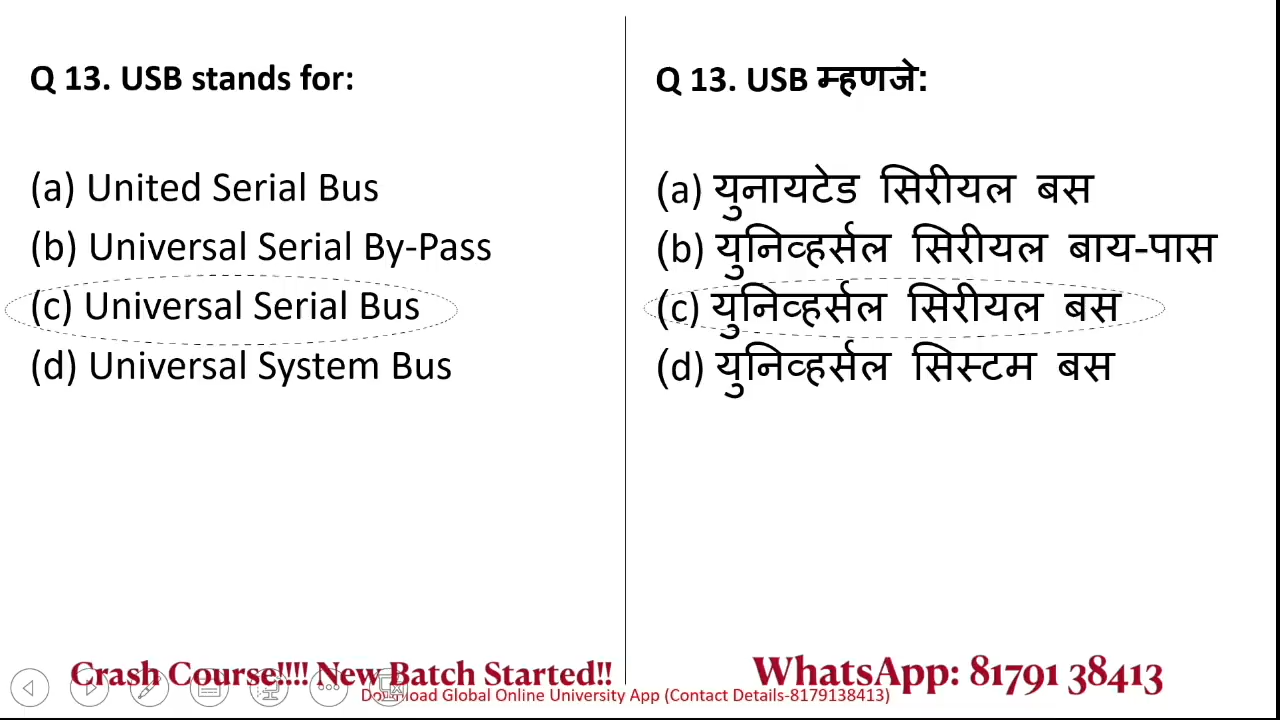 Q 13. USB stands for:
(a) United Serial Bus
(b) Universal Serial By-Pass
(c) Universal Serial Bus
(d) Universal System Bus
Q 13. USB म्हणजे:
(a) युनायटेड सिरीयल बस
(b) युनिव्हर्सल सिरीयल बाय-पास
(c) युनिव्हर्सल सिरीयल बस
(d) युनिव्हर्सल सिस्टम बस
Crash Course!!!! New Batch Started!!
WhatsApp: 81791 38413
Download Global Online University App (Contact Details-8179138413)